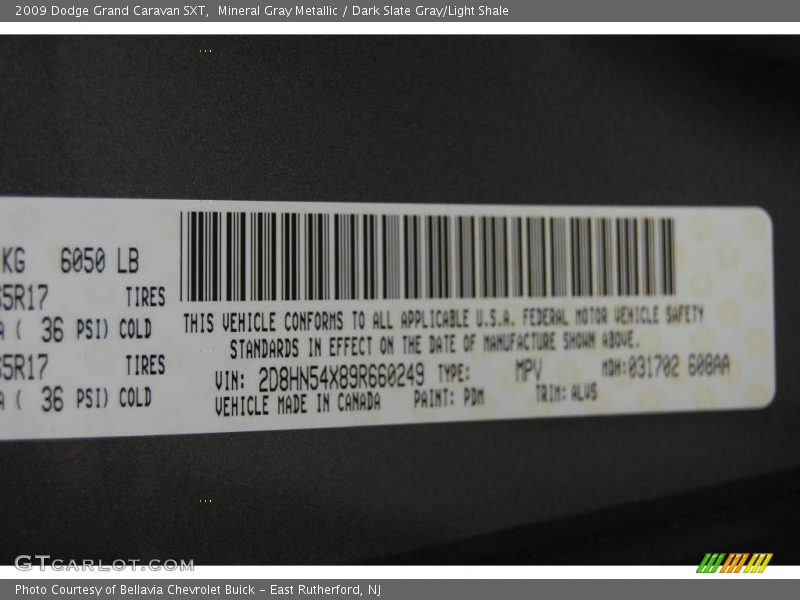 2009 Dodge Grand Caravan SXT, Mineral Gray Metallic / Dark Slate Gray/Light Shale
KG 6050 LB
65R17 TIRES
A ( 36 PSI) COLD
65R17 TIRES
A ( 36 PSI) COLD
THIS VEHICLE CONFORMS TO ALL APPLICABLE U.S.A. FEDERAL MOTOR VEHICLE SAFETY
STANDARDS IN EFFECT ON THE DATE OF MANUFACTURE SHOWN ABOVE.
VIN: 2D8HN54X89R660249 TYPE: MPV MDH:031702 608AA
VEHICLE MADE IN CANADA PAINT: PDM TRIM: ALV5
GTcarlot.com
Photo Courtesy of Bellavia Chevrolet Buick - East Rutherford, NJ